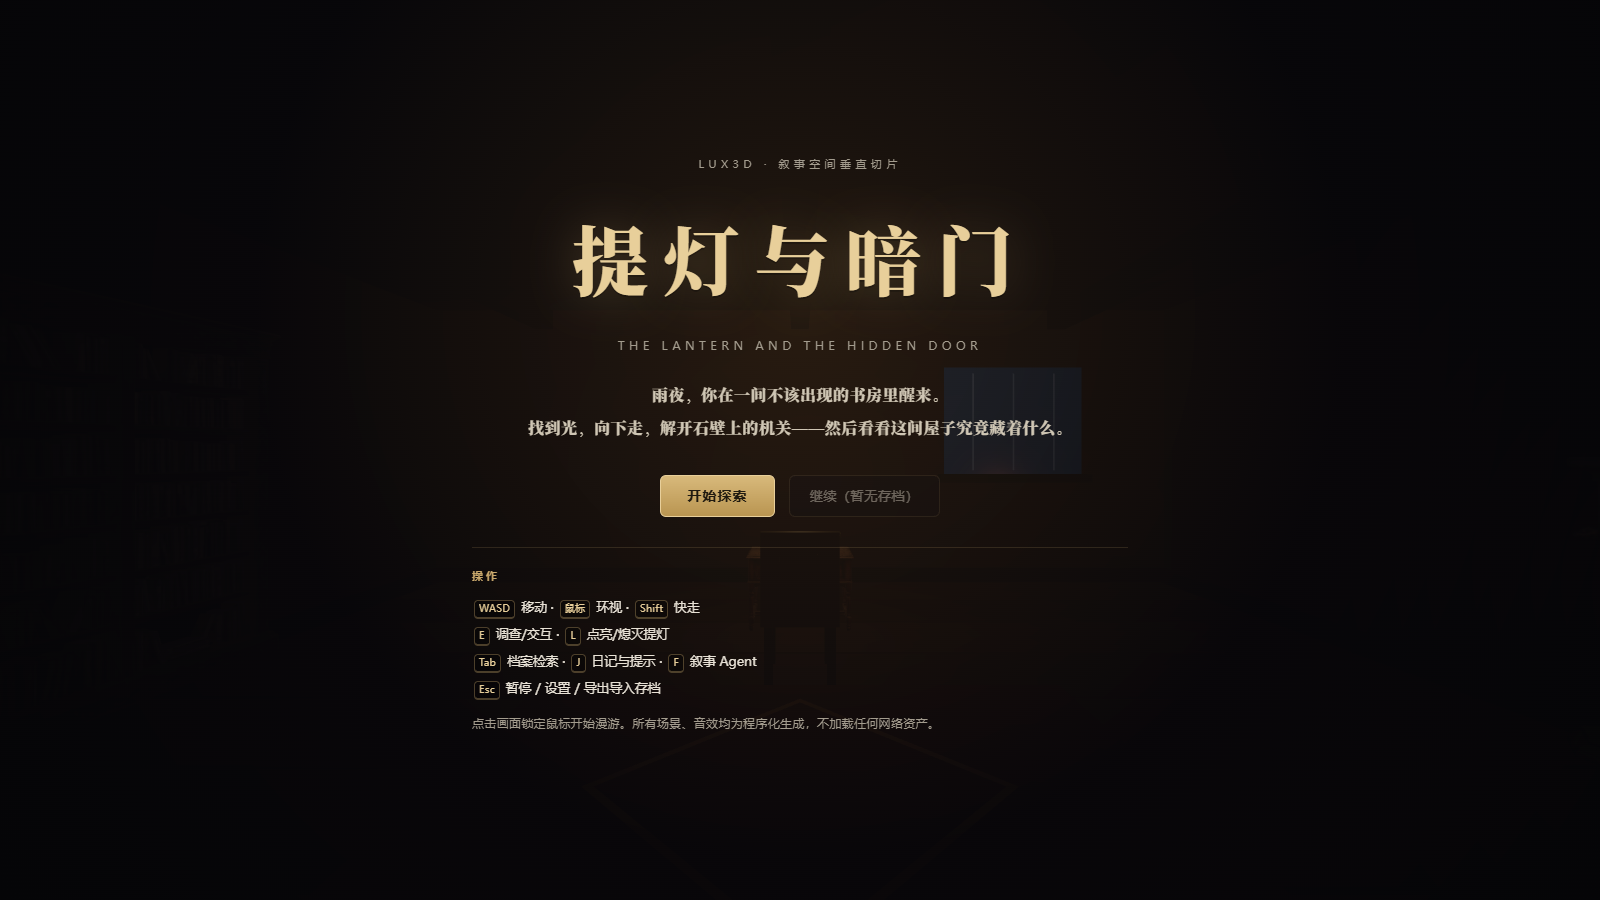 LUX3D · 叙事空间垂直切片
提灯与暗门
THE LANTERN AND THE HIDDEN DOOR
雨夜，你在一间不该出现的书房里醒来。
找到光，向下走，解开石壁上的机关——然后看看这间屋子究竟藏着什么。
开始探索 继续（暂无存档）
操作
WASD 移动 · 鼠标 环视 · Shift 快走
E 调查/交互 · L 点亮/熄灭提灯
Tab 档案检索 · J 日记与提示 · F 叙事 Agent
Esc 暂停 / 设置 / 导出导入存档
点击画面锁定鼠标开始漫游。所有场景、音效均为程序化生成，不加载任何网络资产。